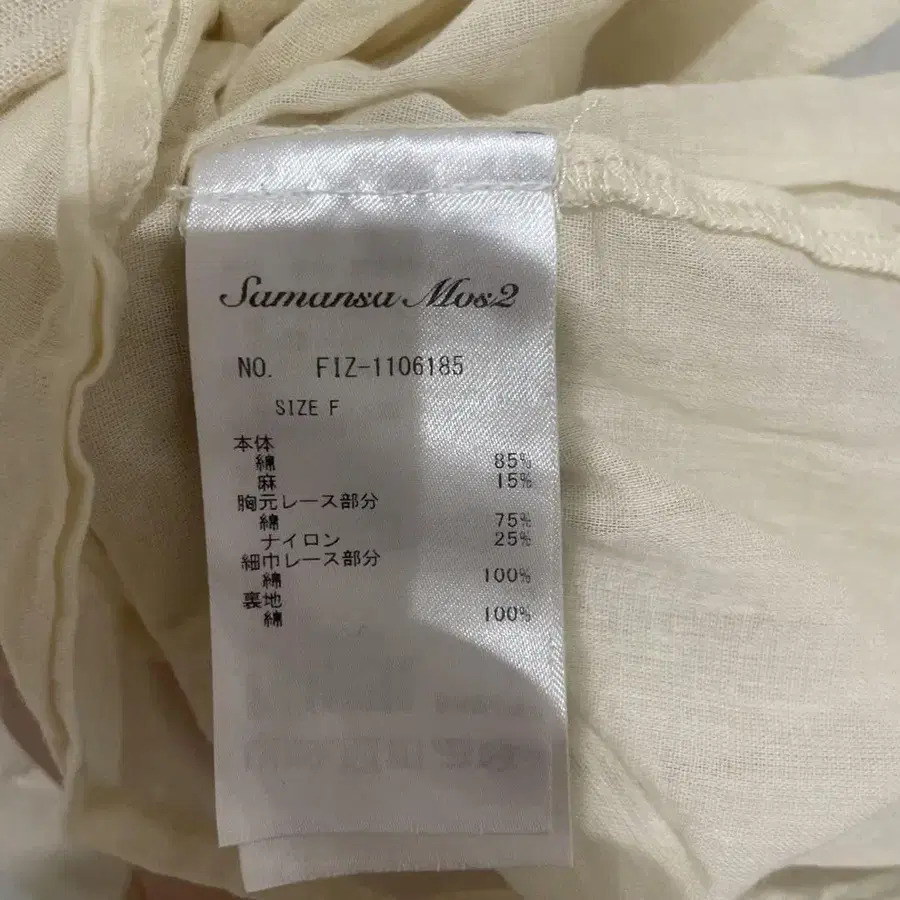 Samansa Mos2
NO. FIZ-1106185
SIZE F
本体
綿 85%
麻 15%
胸元レース部分
綿 75%
ナイロン 25%
細巾レース部分
綿 100%
裏地
綿 100%